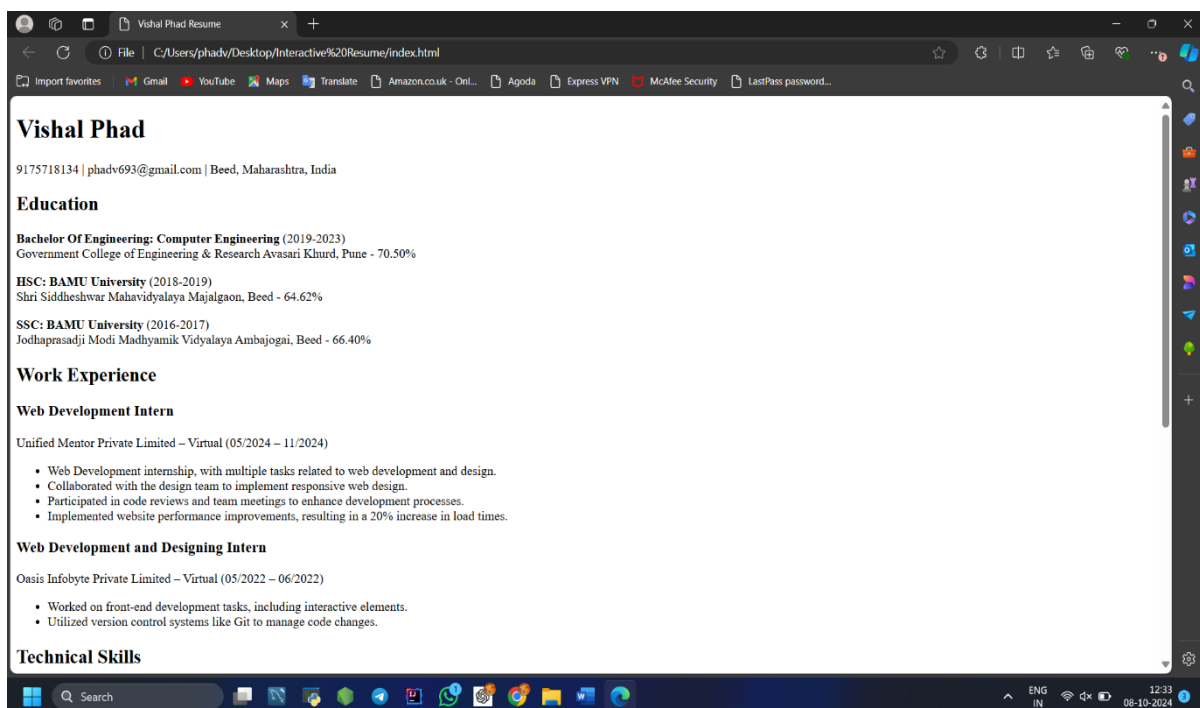 Vishal Phad Resume
File | C:/Users/phadv/Desktop/Interactive%20Resume/index.html
Import favorites Gmail YouTube Maps Translate Amazon.co.uk - Onl... Agoda Express VPN McAfee Security LastPass password...
Vishal Phad
9175718134 | phadv693@gmail.com | Beed, Maharashtra, India
Education
Bachelor Of Engineering: Computer Engineering (2019-2023)
Government College of Engineering & Research Avasari Khurd, Pune - 70.50%
HSC: BAMU University (2018-2019)
Shri Siddheshwar Mahavidyalaya Majalgaon, Beed - 64.62%
SSC: BAMU University (2016-2017)
Jodhaprasadji Modi Madhyamik Vidyalaya Ambajogai, Beed - 66.40%
Work Experience
Web Development Intern
Unified Mentor Private Limited – Virtual (05/2024 – 11/2024)
• Web Development internship, with multiple tasks related to web development and design.
• Collaborated with the design team to implement responsive web design.
• Participated in code reviews and team meetings to enhance development processes.
• Implemented website performance improvements, resulting in a 20% increase in load times.
Web Development and Designing Intern
Oasis Infobyte Private Limited – Virtual (05/2022 – 06/2022)
• Worked on front-end development tasks, including interactive elements.
• Utilized version control systems like Git to manage code changes.
Technical Skills
Search
ENG 12:33
IN 08-10-2024 3